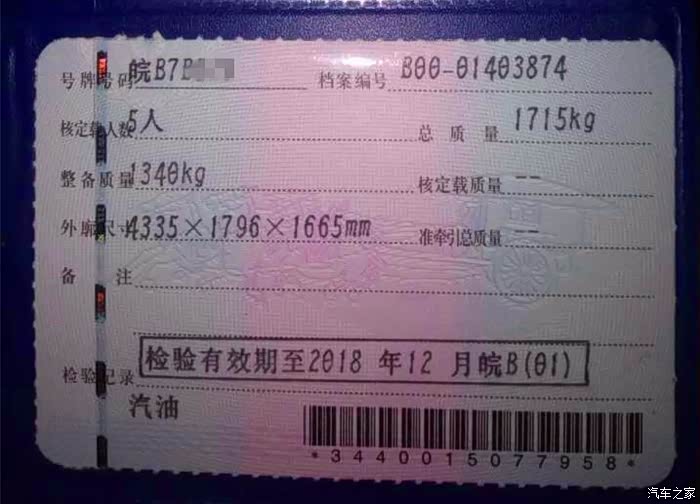 号牌号码 皖B7B 档案编号 B00-01403874
核定载人数 5人 总质量 1715kg
整备质量 1340kg 核定载质量 --
外廓尺寸 4335×1796×1665mm 准牵引总质量 --
备注
检验记录 检验有效期至2018 年12 月皖B(01)
汽油
*3440015077958*
汽车之家